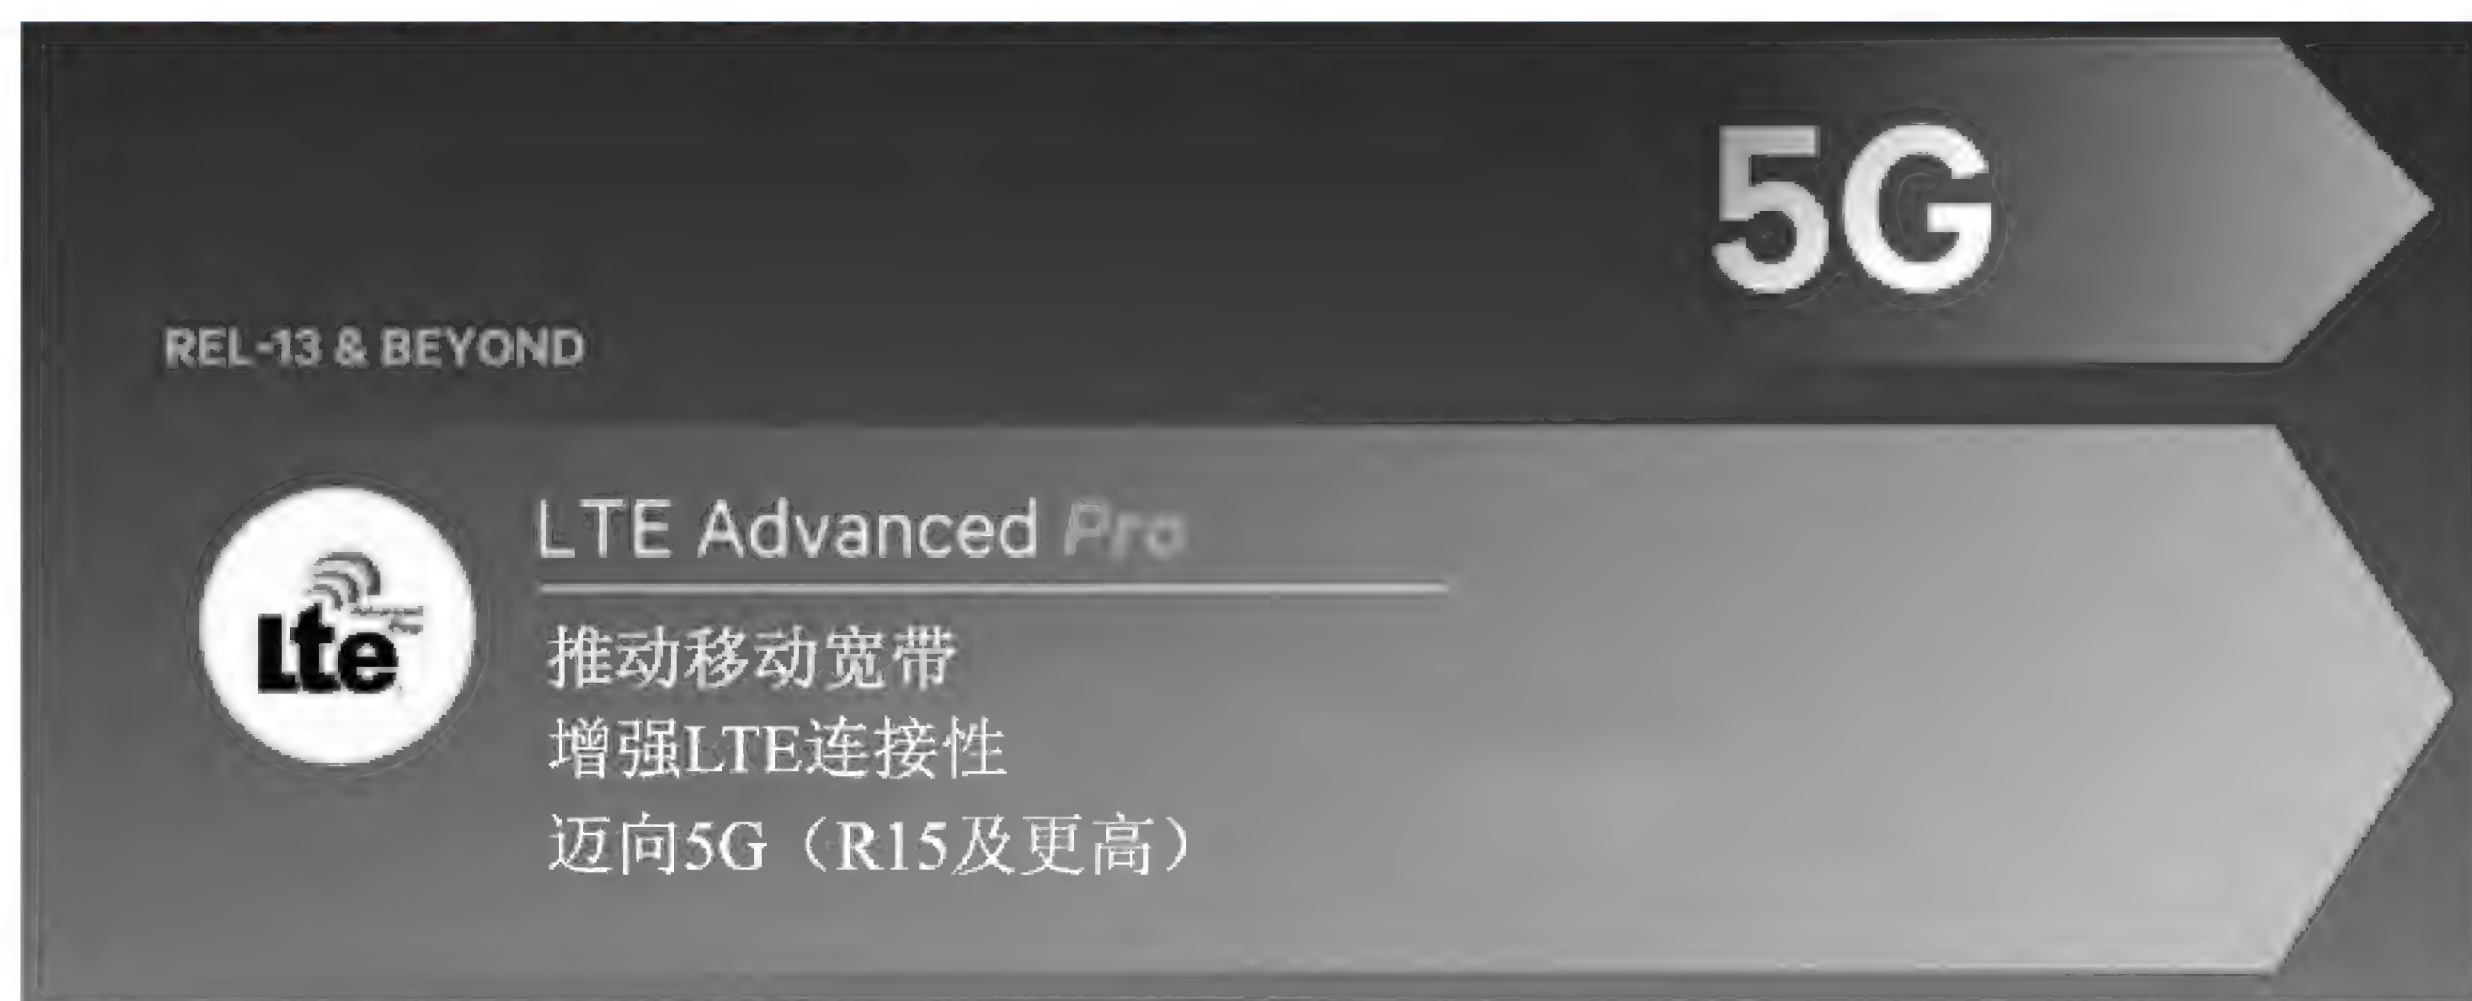 5G
REL-13 & BEYOND
LTE Advanced Pro
Lte
推动移动宽带
增强LTE连接性
迈向5G（R15及更高）